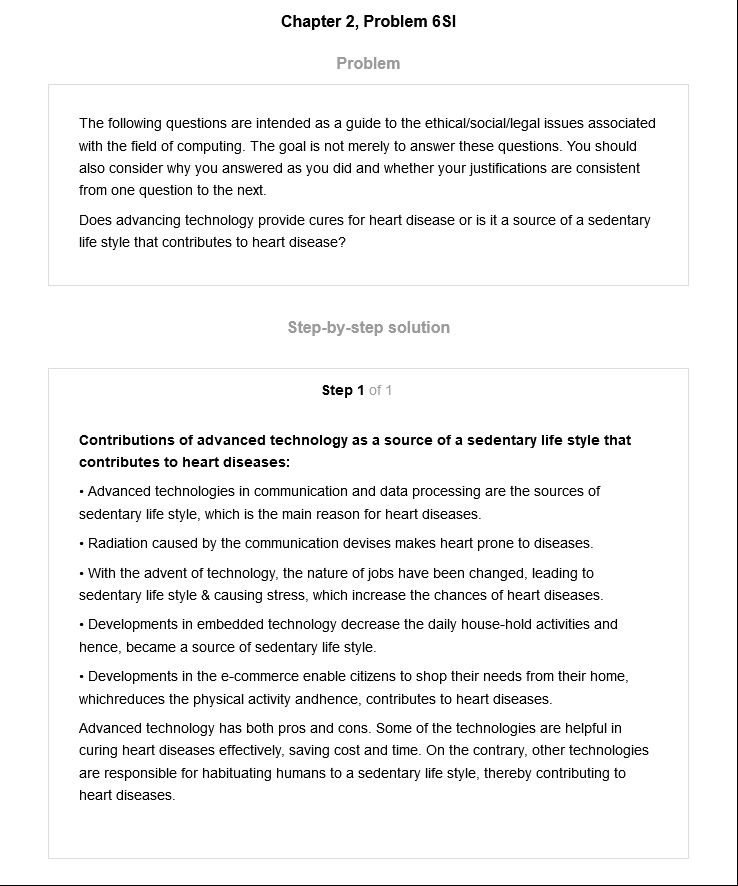 Chapter 2, Problem 6SI
Problem
The following questions are intended as a guide to the ethical/social/legal issues associated
with the field of computing. The goal is not merely to answer these questions. You should
also consider why you answered as you did and whether your justifications are consistent
from one question to the next.
Does advancing technology provide cures for heart disease or is it a source of a sedentary
life style that contributes to heart disease?
Step-by-step solution
Step 1 of 1
Contributions of advanced technology as a source of a sedentary life style that
contributes to heart diseases:
• Advanced technologies in communication and data processing are the sources of
sedentary life style, which is the main reason for heart diseases.
• Radiation caused by the communication devises makes heart prone to diseases.
• With the advent of technology, the nature of jobs have been changed, leading to
sedentary life style & causing stress, which increase the chances of heart diseases.
• Developments in embedded technology decrease the daily house-hold activities and
hence, became a source of sedentary life style.
• Developments in the e-commerce enable citizens to shop their needs from their home,
whichreduces the physical activity andhence, contributes to heart diseases.
Advanced technology has both pros and cons. Some of the technologies are helpful in
curing heart diseases effectively, saving cost and time. On the contrary, other technologies
are responsible for habituating humans to a sedentary life style, thereby contributing to
heart diseases.